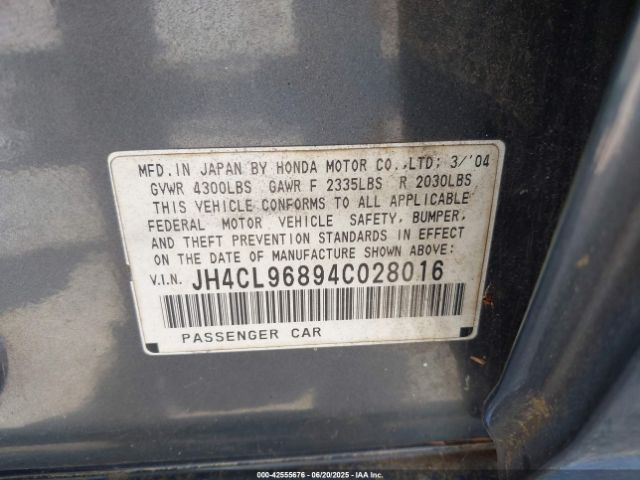 MFD. IN JAPAN BY HONDA MOTOR CO.,LTD; 3/'04
GVWR 4300LBS GAWR F 2335LBS R 2030LBS
THIS VEHICLE CONFORMS TO ALL APPLICABLE
FEDERAL MOTOR VEHICLE SAFETY, BUMPER,
AND THEFT PREVENTION STANDARDS IN EFFECT
ON THE DATE OF MANUFACTURE SHOWN ABOVE:
V.I.N. JH4CL96894C028016
PASSENGER CAR
000-42555676 | 06/20/2025 | IAAI.COM